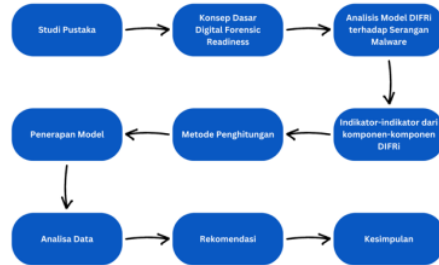 Studi Pustaka
Konsep Dasar
Digital Forensic
Readiness
Analisis Model DIFRi
terhadap Serangan
Malware
Indikator-indikator dari
komponen-komponen
DIFRi
Metode Penghitungan
Penerapan Model
Analisa Data
Rekomendasi
Kesimpulan